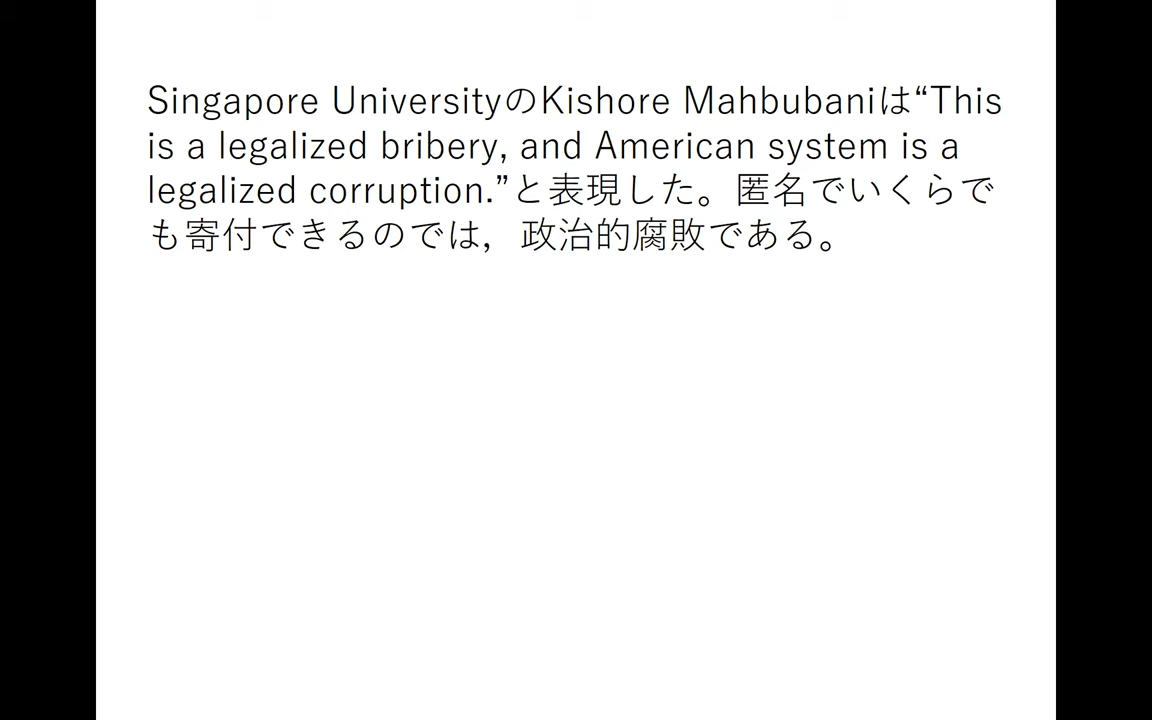 Singapore UniversityのKishore Mahbubaniは“This
is a legalized bribery, and American system is a
legalized corruption.”と表現した。匿名でいくらで
も寄付できるのでは，政治的腐敗である。